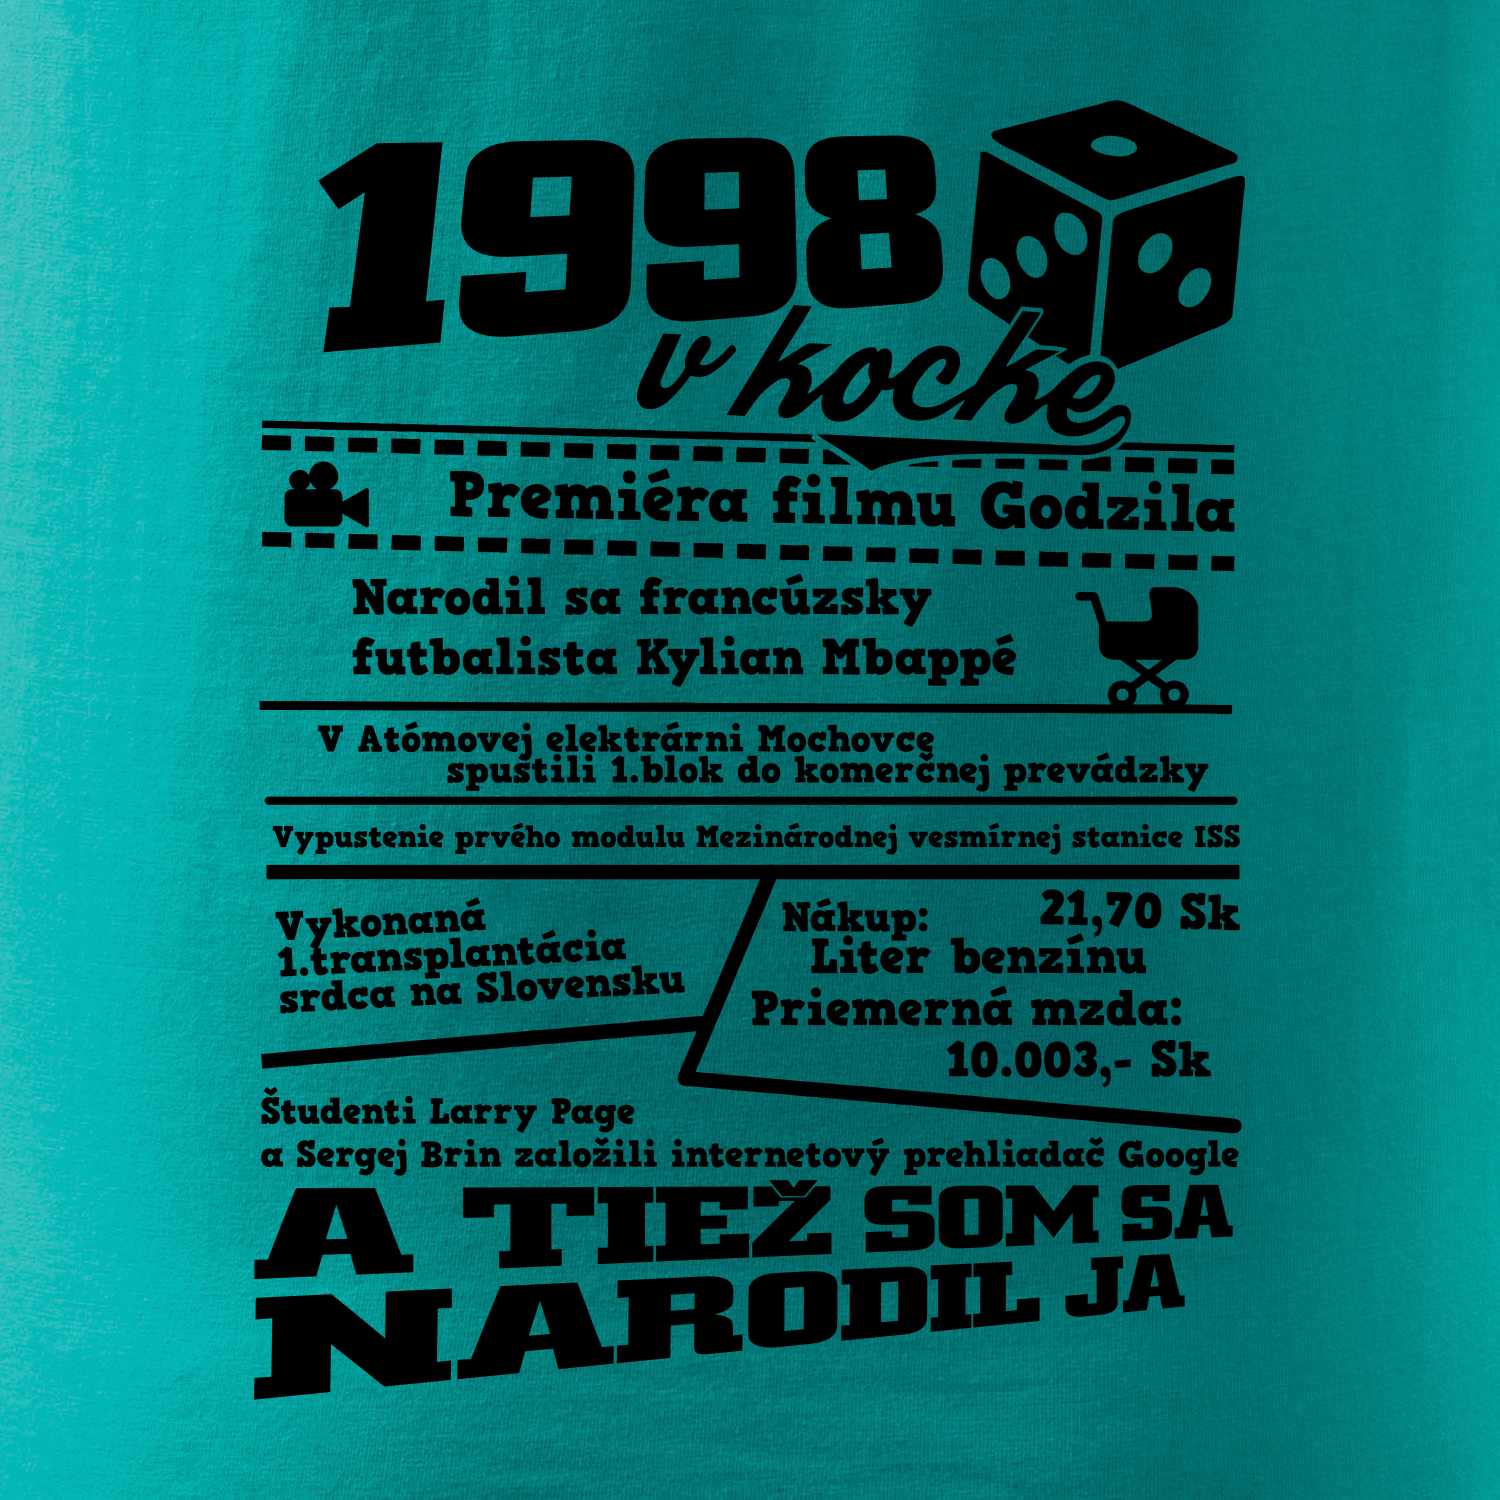 1998
v kocke
Premiéra filmu Godzila
Narodil sa francúzsky
futbalista Kylian Mbappé
V Atómovej elektrárni Mochovce
spustili 1.blok do komerčnej prevádzky
Vypustenie prvého modulu Mezinárodnej vesmírnej stanice ISS
Vykonaná
1.transplantácia
srdca na Slovensku
Nákup: 21,70 Sk
Liter benzínu
Priemerná mzda:
10.003,- Sk
Študenti Larry Page
a Sergej Brin založili internetový prehliadač Google
A TIEŽ SOM SA
NARODIL JA